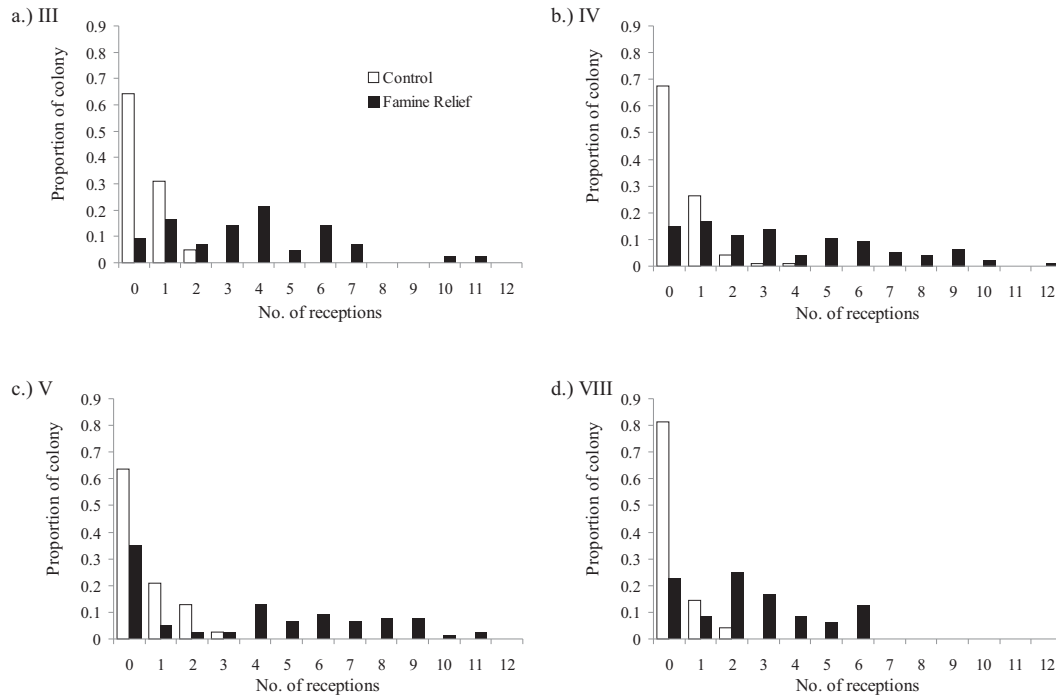 a.) III
0.9
0.8
0.7
0.6
0.5
0.4
0.3
0.2
0.1
0
Proportion of colony
Control
Famine Relief
0 1 2 3 4 5 6 7 8 9 10 11 12
No. of receptions
b.) IV
0.9
0.8
0.7
0.6
0.5
0.4
0.3
0.2
0.1
0
Proportion of colony
0 1 2 3 4 5 6 7 8 9 10 11 12
No. of receptions
c.) V
0.9
0.8
0.7
0.6
0.5
0.4
0.3
0.2
0.1
0
Proportion of colony
0 1 2 3 4 5 6 7 8 9 10 11 12
No. of receptions
d.) VIII
0.9
0.8
0.7
0.6
0.5
0.4
0.3
0.2
0.1
0
Proportion of colony
0 1 2 3 4 5 6 7 8 9 10 11 12
No. of receptions